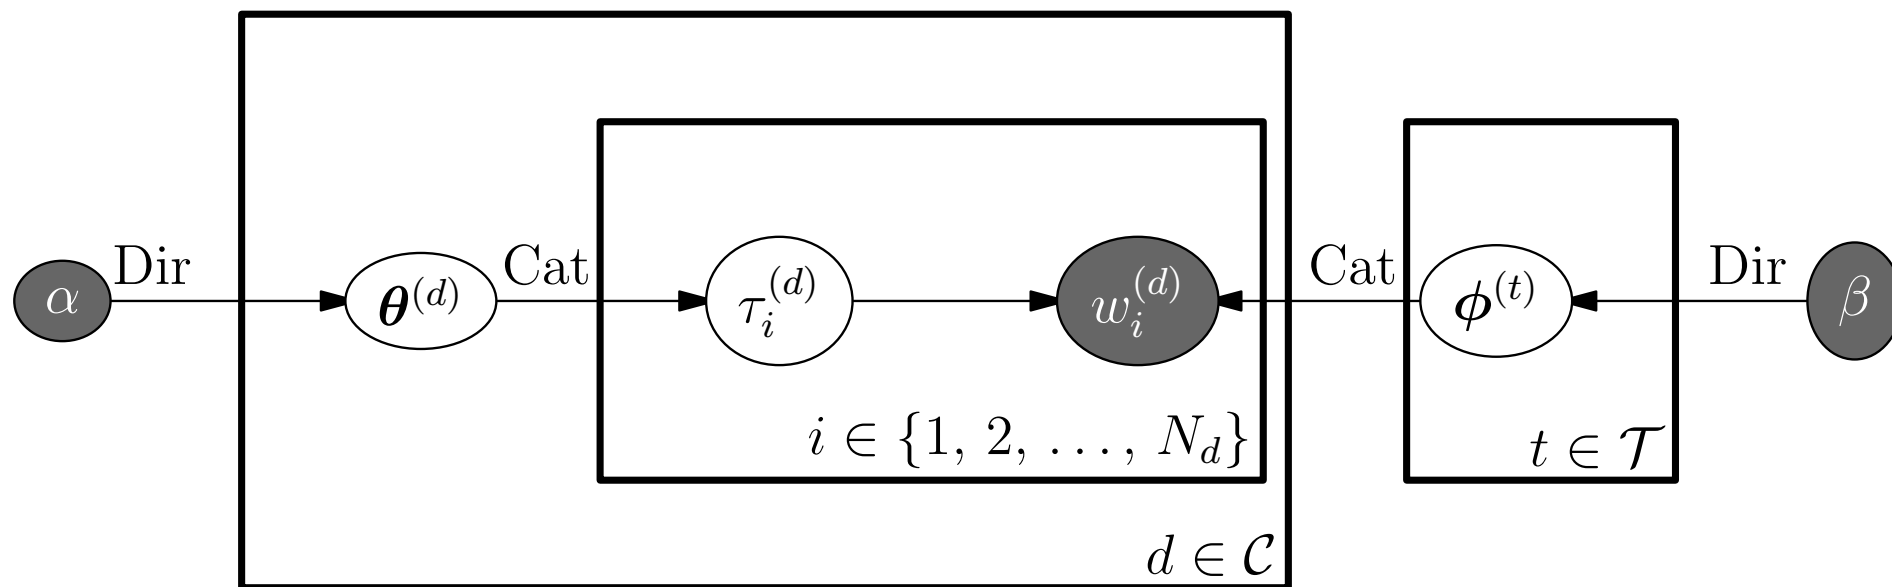 Dir Cat Cat Dir
α θ^(d) τ_i^(d) w_i^(d) ϕ^(t) β
i ∈ {1, 2, …, N_d}
t ∈ 𝒯
d ∈ 𝒞